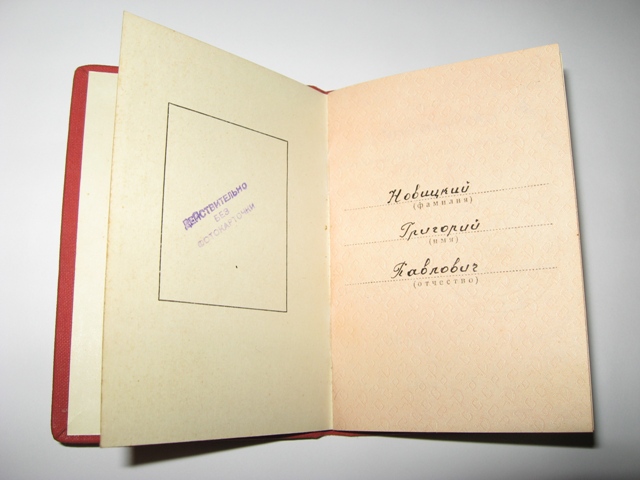 ДЕЙСТВИТЕЛЬНО
БЕЗ
ФОТОКАРТОЧКИ
Новицкий
(фамилия)
Григорий
(имя)
Павлович
(отчество)